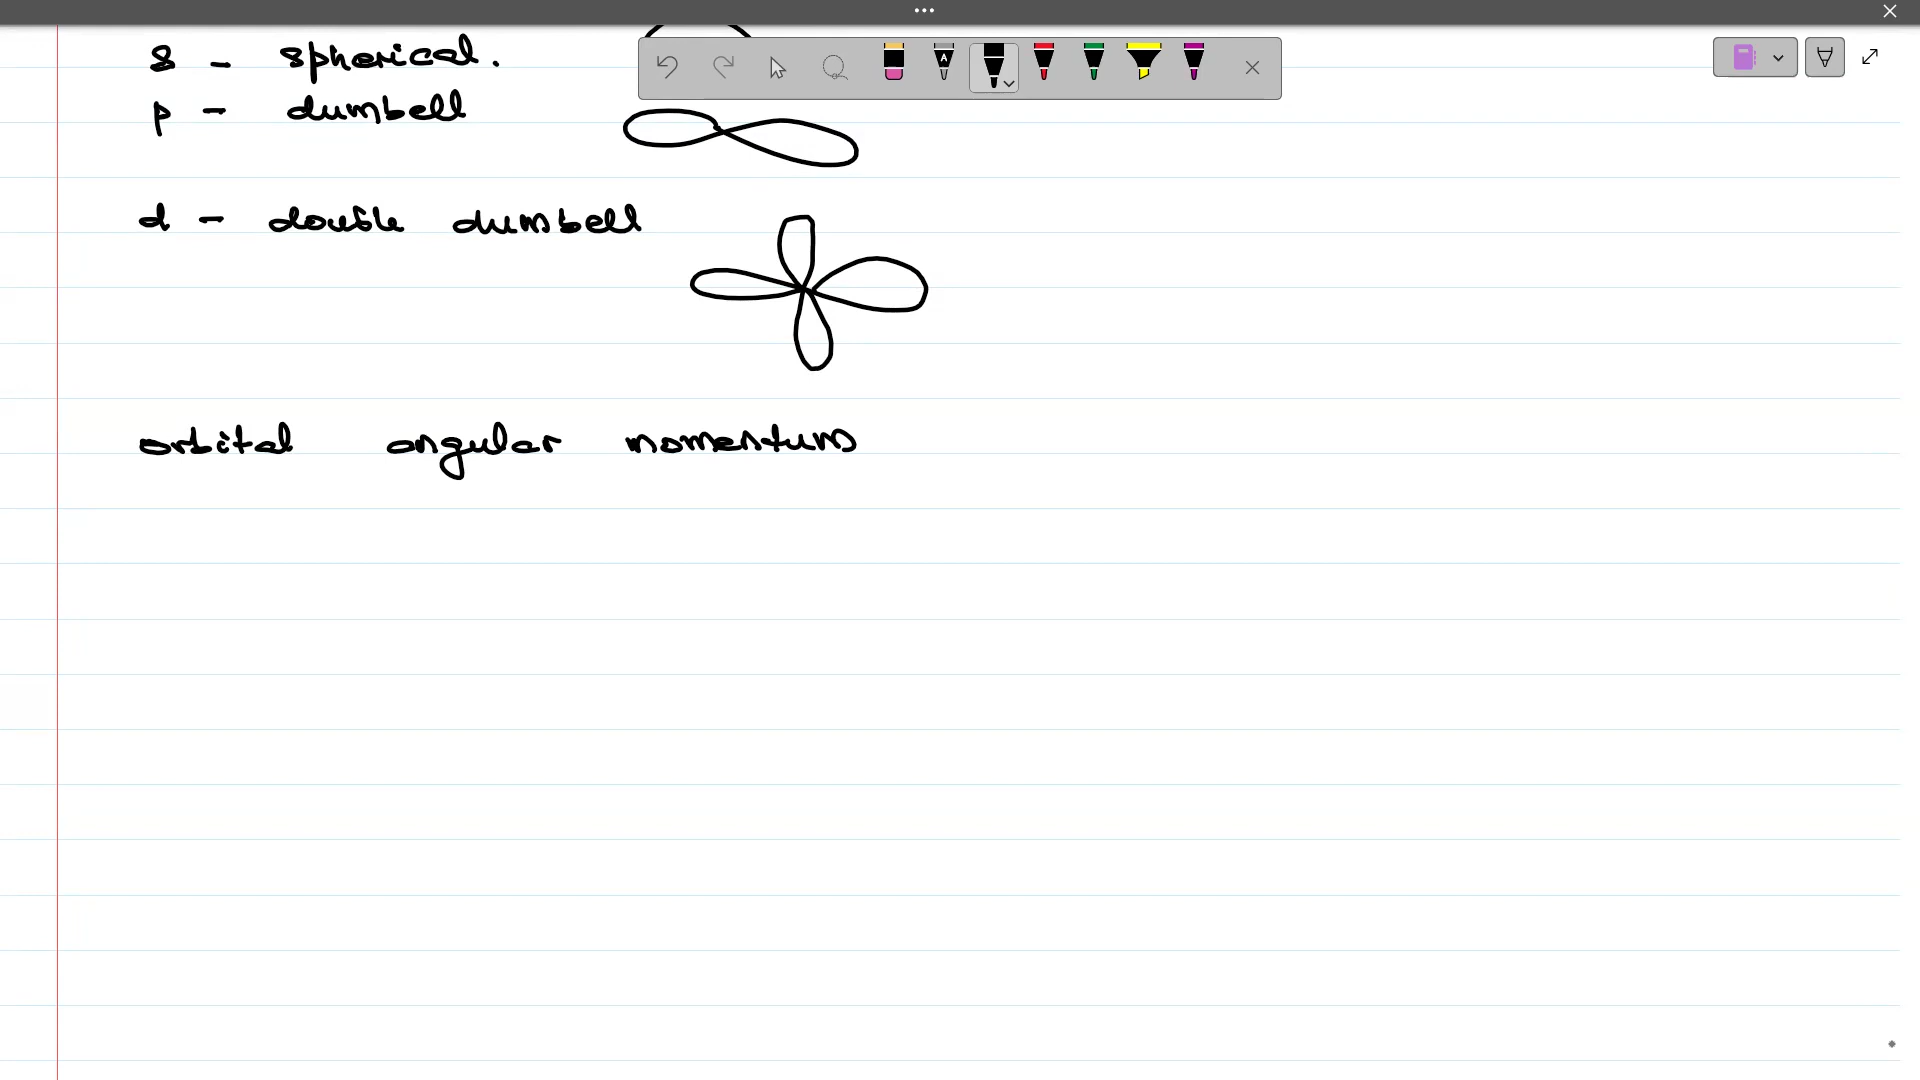 s - spherical.
p - dumbell
d - double dumbell
orbital angular momentum